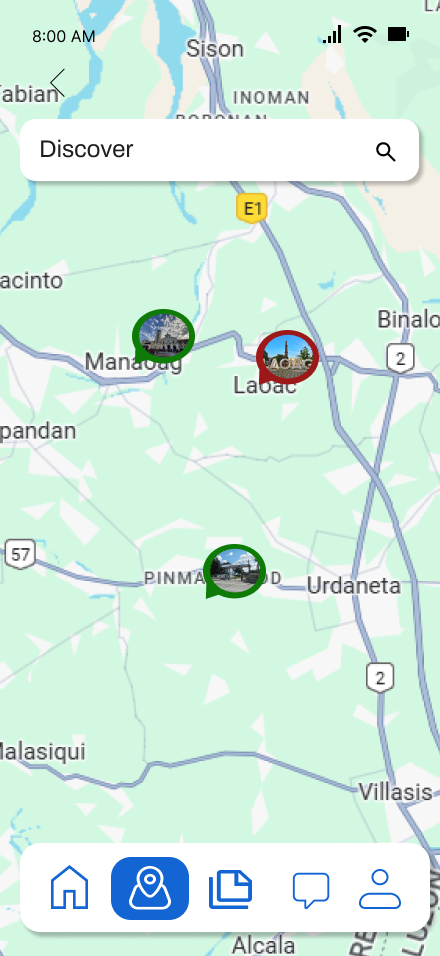 8:00 AM
Sison
Fabian
INOMAN
POBONAN
Discover
E1
acinto
Binalo
Manaoag
2
Laoac
pandan
57
PINMA
OD
Urdaneta
2
Malasiqui
Villasis
Alcala